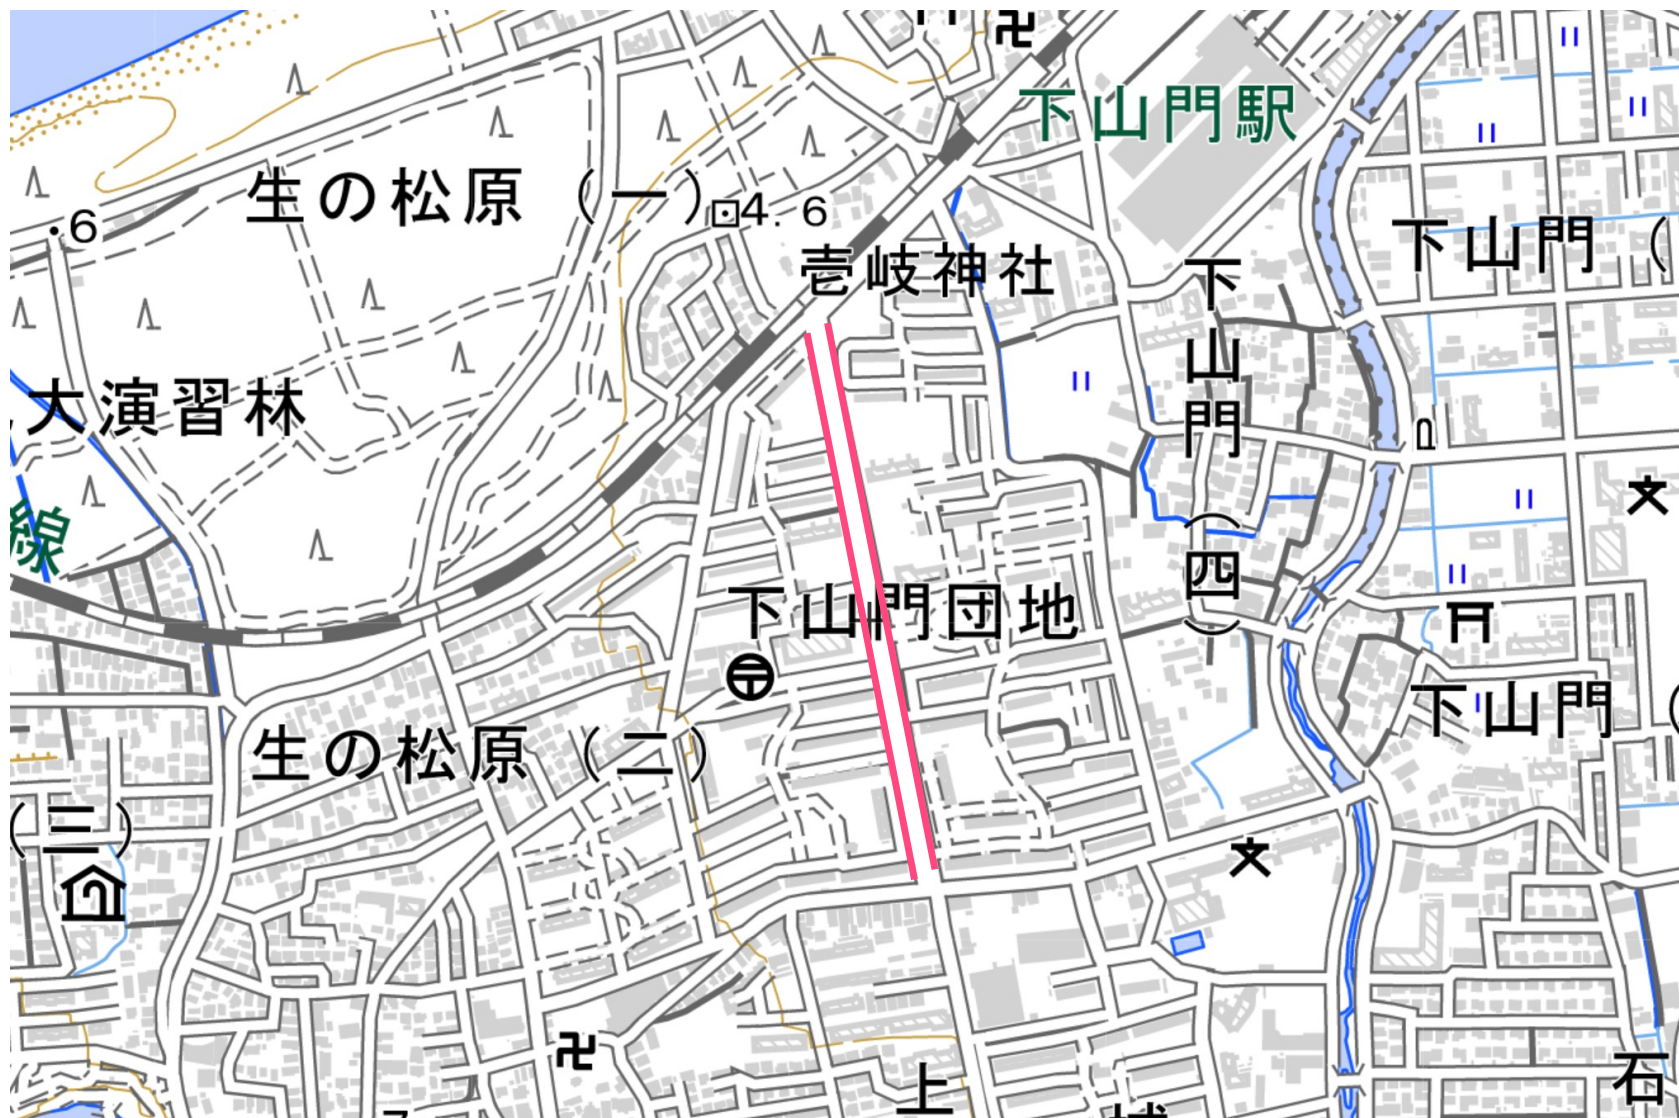 下山門駅
生の松原（一）
4.6
6
下山門（
壱岐神社
下山門（四）
大演習林
線
下山門団地
下山門（
生の松原（二）
（三）
石
上